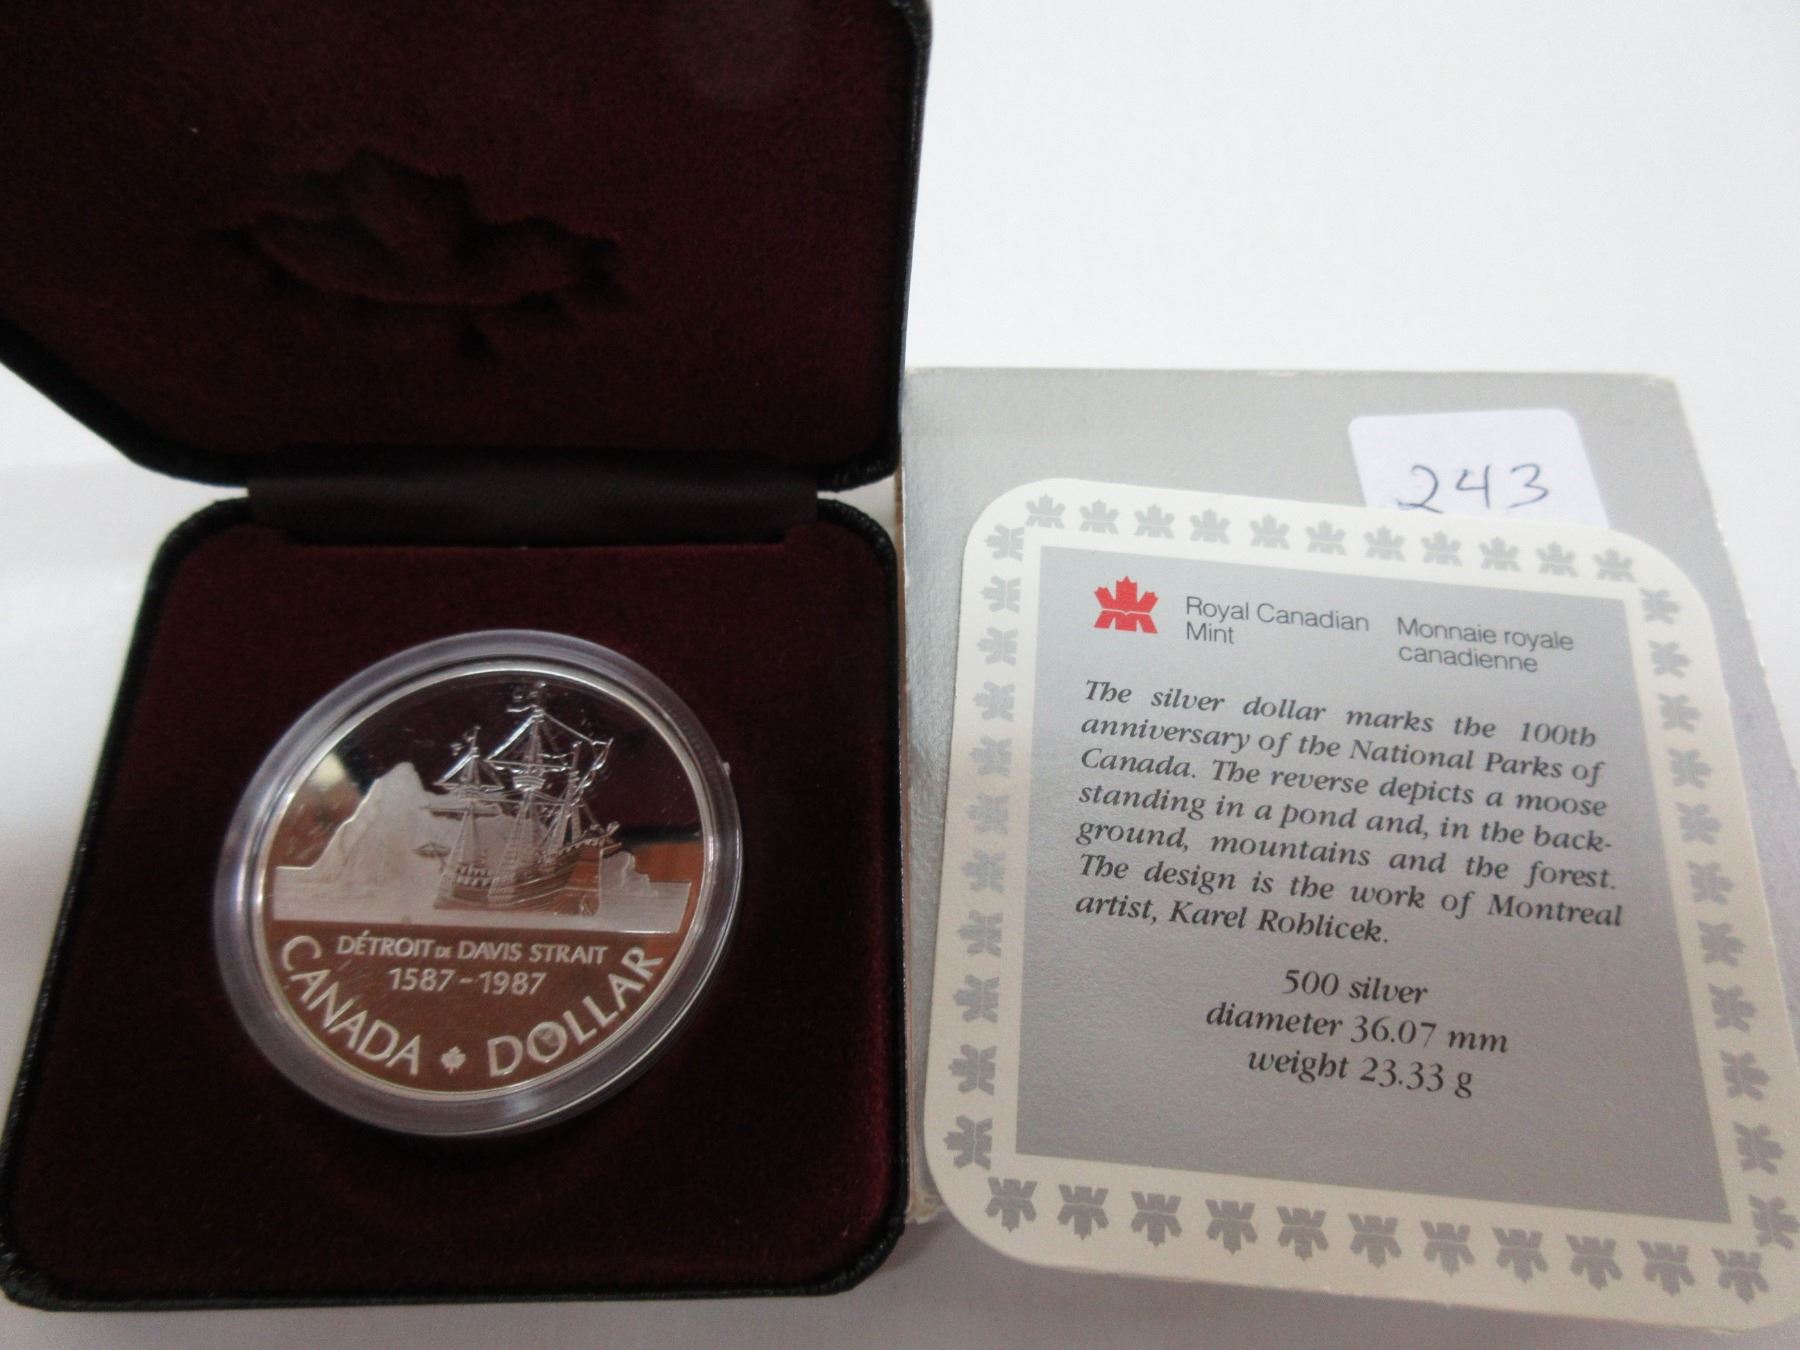 243
Royal Canadian Mint
Monnaie royale canadienne
The silver dollar marks the 100th
anniversary of the National Parks of
Canada. The reverse depicts a moose
standing in a pond and, in the back-
ground, mountains and the forest.
The design is the work of Montreal
artist, Karel Rohlicek.
500 silver
diameter 36.07 mm
weight 23.33 g
DÉTROIT DE DAVIS STRAIT
1587-1987
CANADA DOLLAR